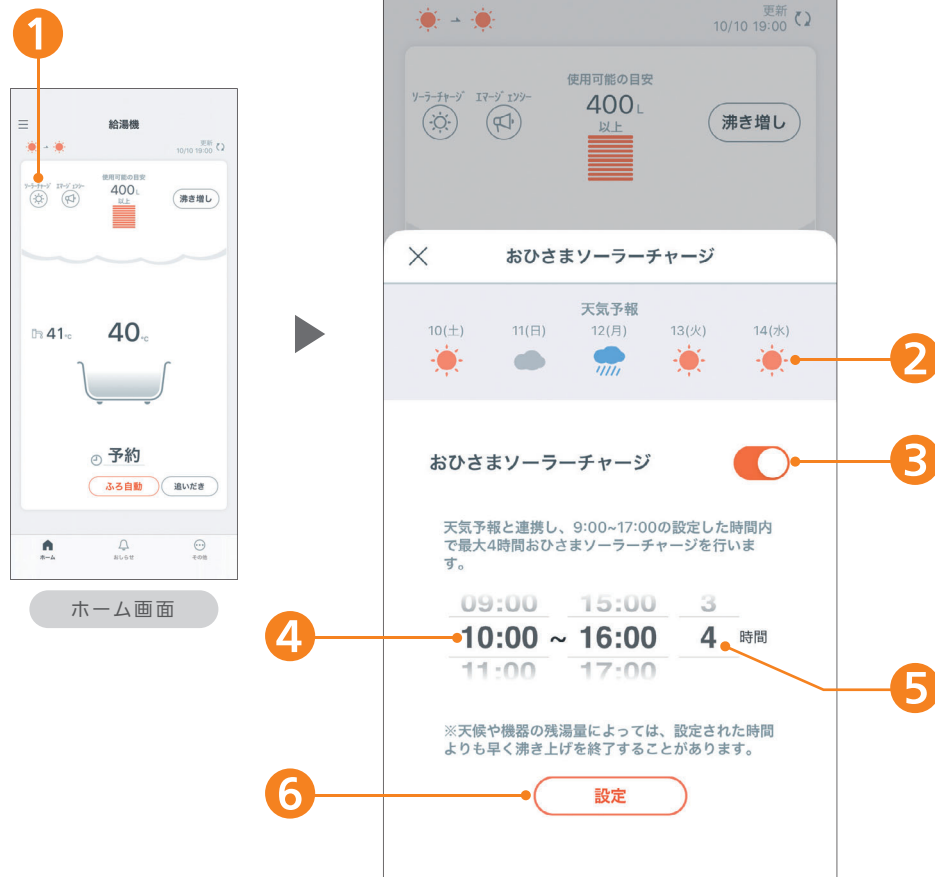 1
給湯機
更新
10/10 19:00
ソーラーチャージ エマージェンシー
使用可能の目安
400L
以上
沸き増し
41℃
40℃
予約
ふろ自動
追いだき
ホーム
おしらせ
その他
ホーム画面
更新
10/10 19:00
ソーラーチャージ エマージェンシー
使用可能の目安
400L
以上
沸き増し
おひさまソーラーチャージ
天気予報
10(土) 11(日) 12(月) 13(火) 14(水)
2
おひさまソーラーチャージ
3
天気予報と連携し、9:00~17:00の設定した時間内
で最大4時間おひさまソーラーチャージを行いま
す。
09:00 15:00 3
4
10:00 ~ 16:00 4 時間
11:00 17:00
5
※天候や機器の残湯量によっては、設定された時間
よりも早く沸き上げを終了することがあります。
6
設定